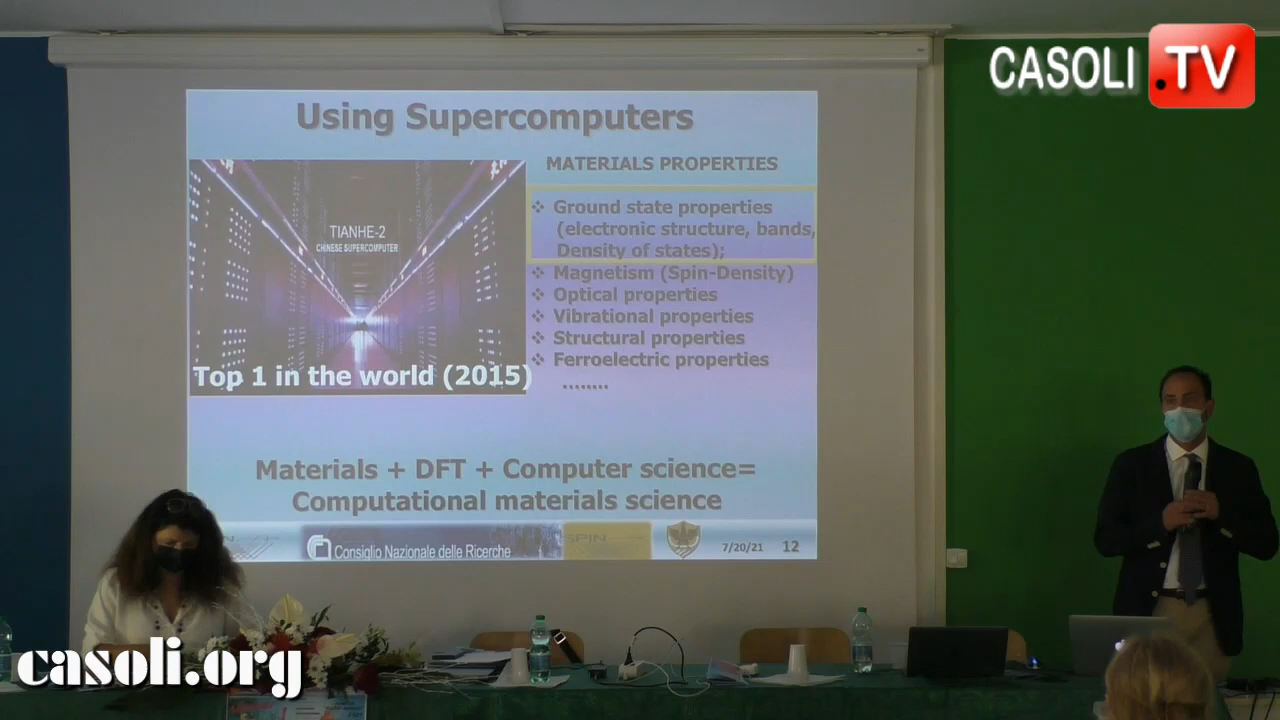 CASOLI.TV
Using Supercomputers
MATERIALS PROPERTIES
TIANHE-2
CHINESE SUPERCOMPUTER
Top 1 in the world (2015)
❖ Ground state properties
(electronic structure, bands,
Density of states);
❖ Magnetism (Spin-Density)
❖ Optical properties
❖ Vibrational properties
❖ Structural properties
❖ Ferroelectric properties
........
Materials + DFT + Computer science=
Computational materials science
Consiglio Nazionale delle Ricerche
SPIN
7/20/21 12
casoli.org